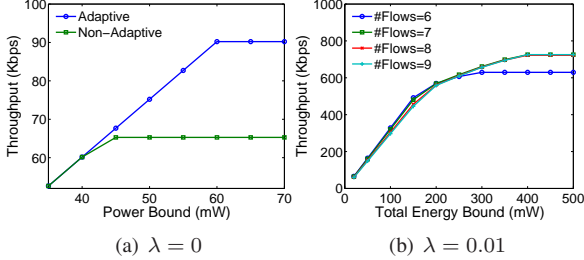 Throughput (Kbps)
100
90
80
70
60
40
50
60
70
Power Bound (mW)
Adaptive
Non−Adaptive
(a) λ = 0
Throughput (Kbps)
1000
800
600
400
200
0
0
100
200
300
400
500
Total Energy Bound (mW)
#Flows=6
#Flows=7
#Flows=8
#Flows=9
(b) λ = 0.01